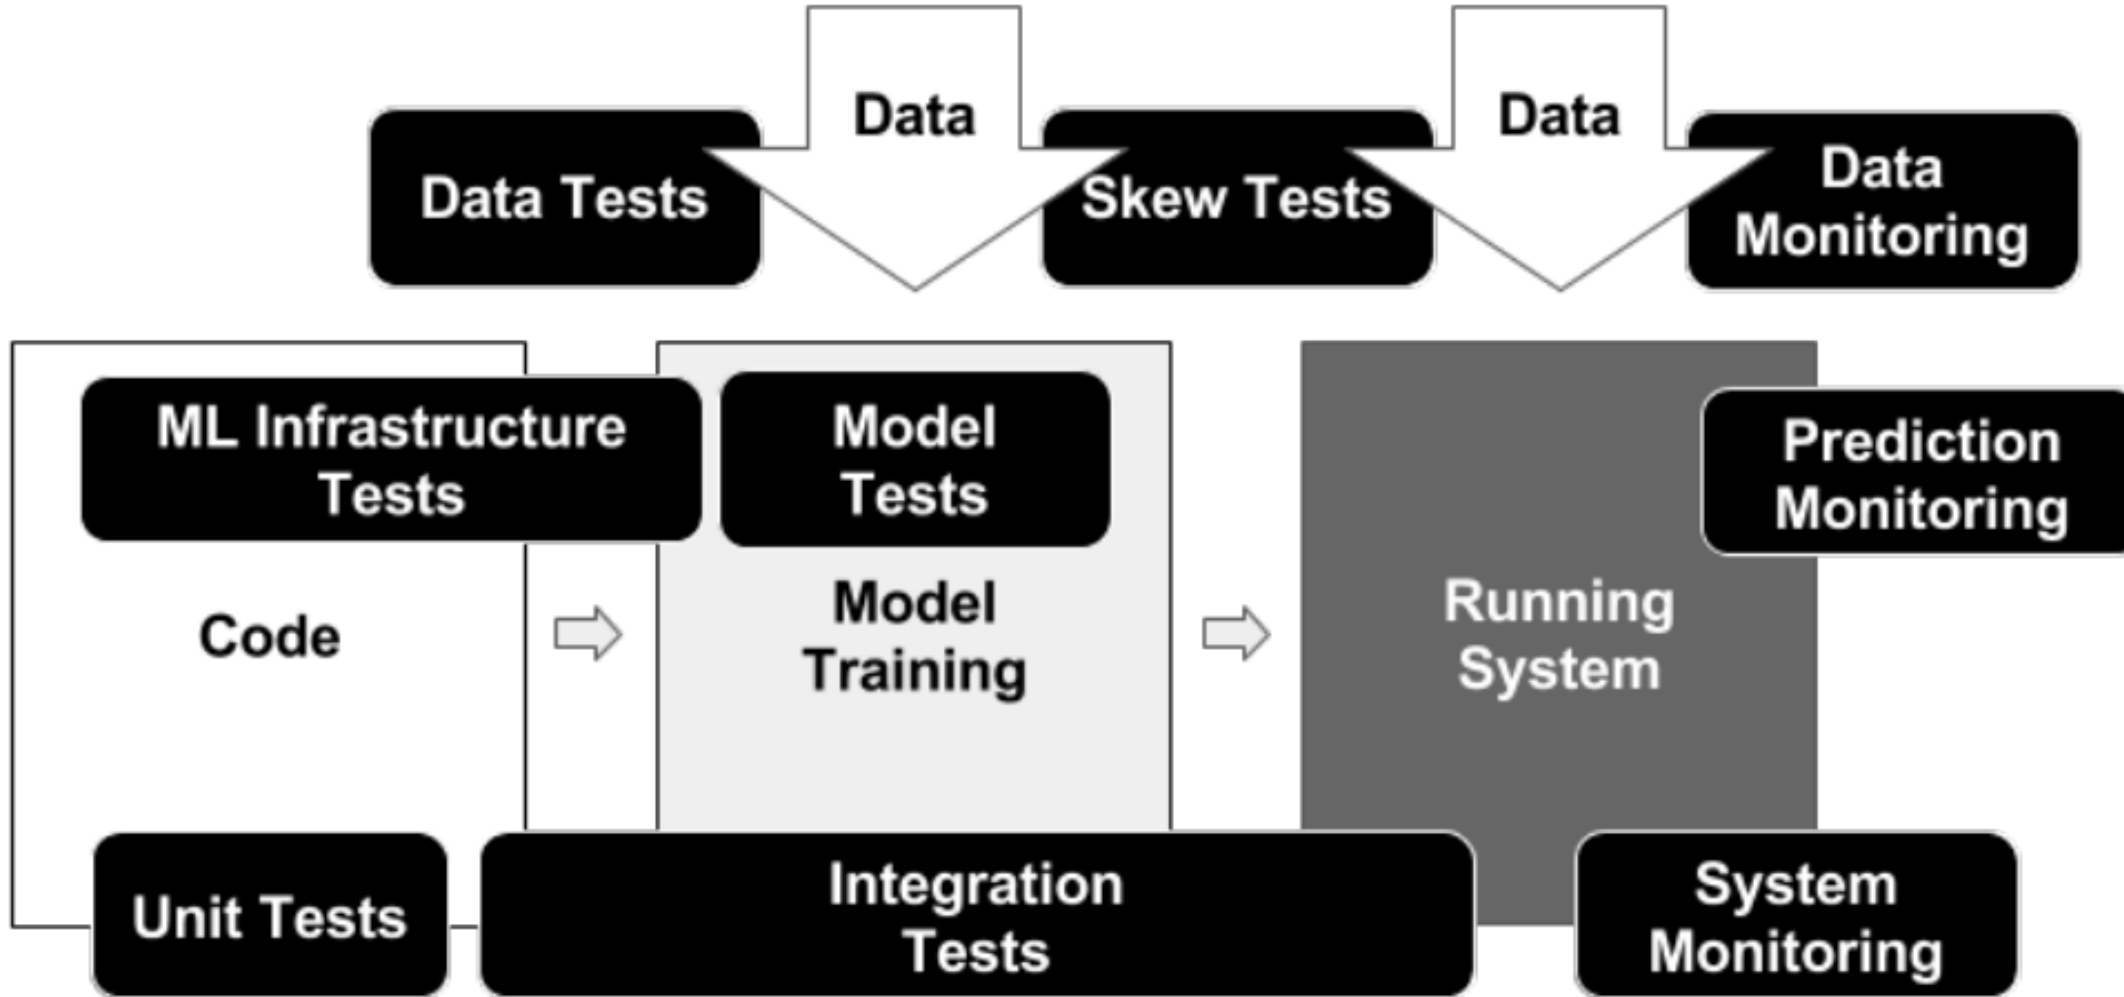 Data
Data
Data Tests
Skew Tests
Data
Monitoring
ML Infrastructure
Tests
Model
Tests
Prediction
Monitoring
Code
Model
Training
Running
System
Unit Tests
Integration
Tests
System
Monitoring